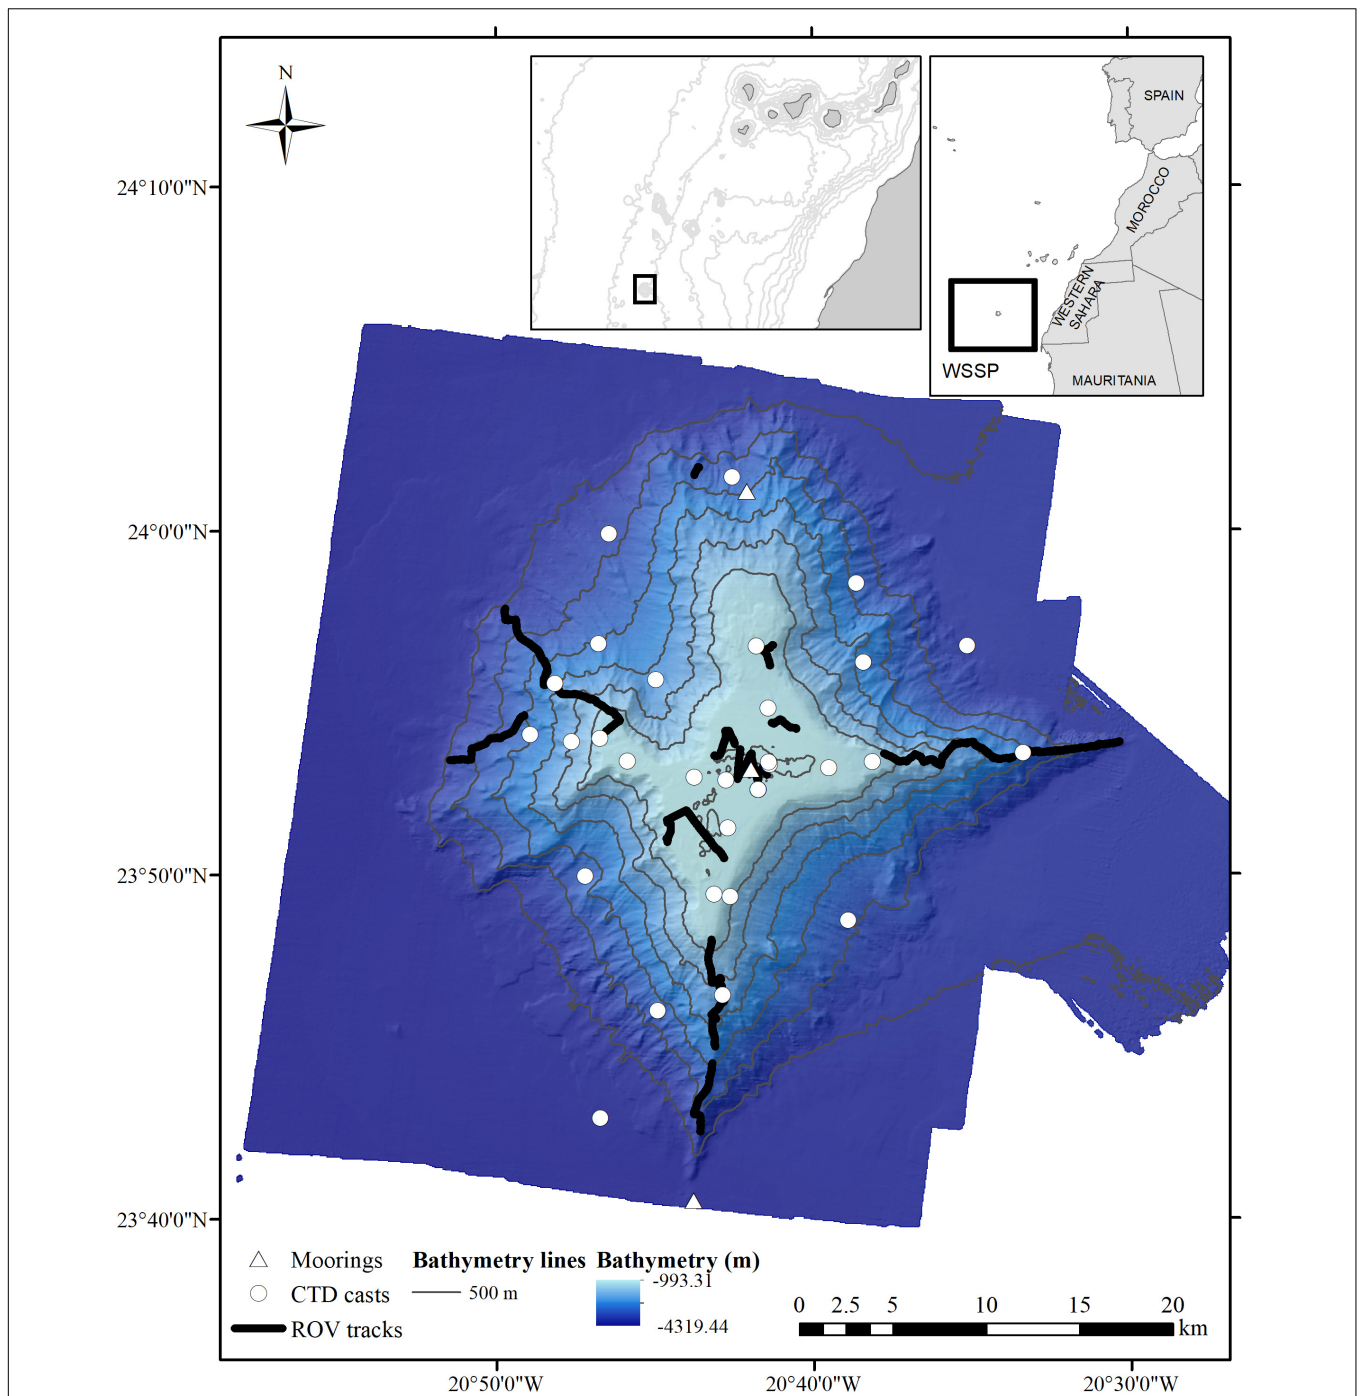 N
SPAIN
MOROCCO
WESTERN
SAHARA
MAURITANIA
WSSP
24°10'0"N
24°0'0"N
23°50'0"N
23°40'0"N
Moorings
CTD casts
ROV tracks
Bathymetry lines
500 m
Bathymetry (m)
-993.31
-4319.44
0 2.5 5 10 15 20
km
20°50'0"W 20°40'0"W 20°30'0"W